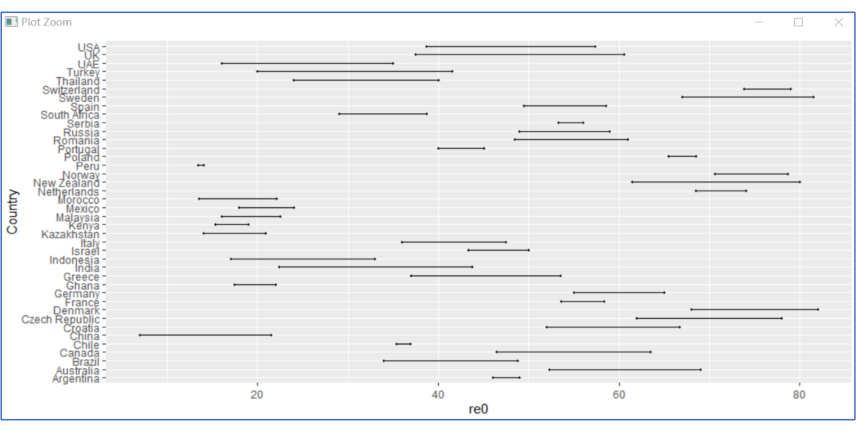 Plot Zoom
USA
UK
UAE
Turkey
Thailand
Switzerland
Sweden
Spain
South Africa
Serbia
Russia
Romania
Portugal
Poland
Peru
Norway
New Zealand
Netherlands
Morocco
Mexico
Malaysia
Kenya
Kazakhstan
Italy
Israel
Indonesia
India
Greece
Ghana
Germany
France
Denmark
Czech Republic
Croatia
China
Chile
Canada
Brazil
Australia
Argentina
Country
20 40 60 80
re0